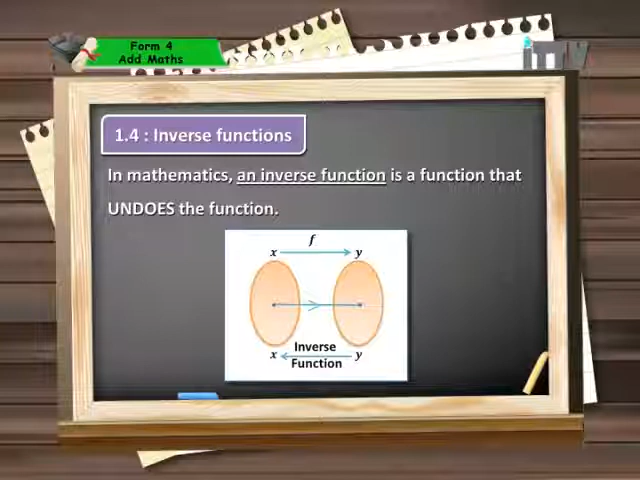 Form 4
Add Maths
1.4 : Inverse functions
In mathematics, an inverse function is a function that
UNDOES the function.
f
x y
Inverse
x y
Function